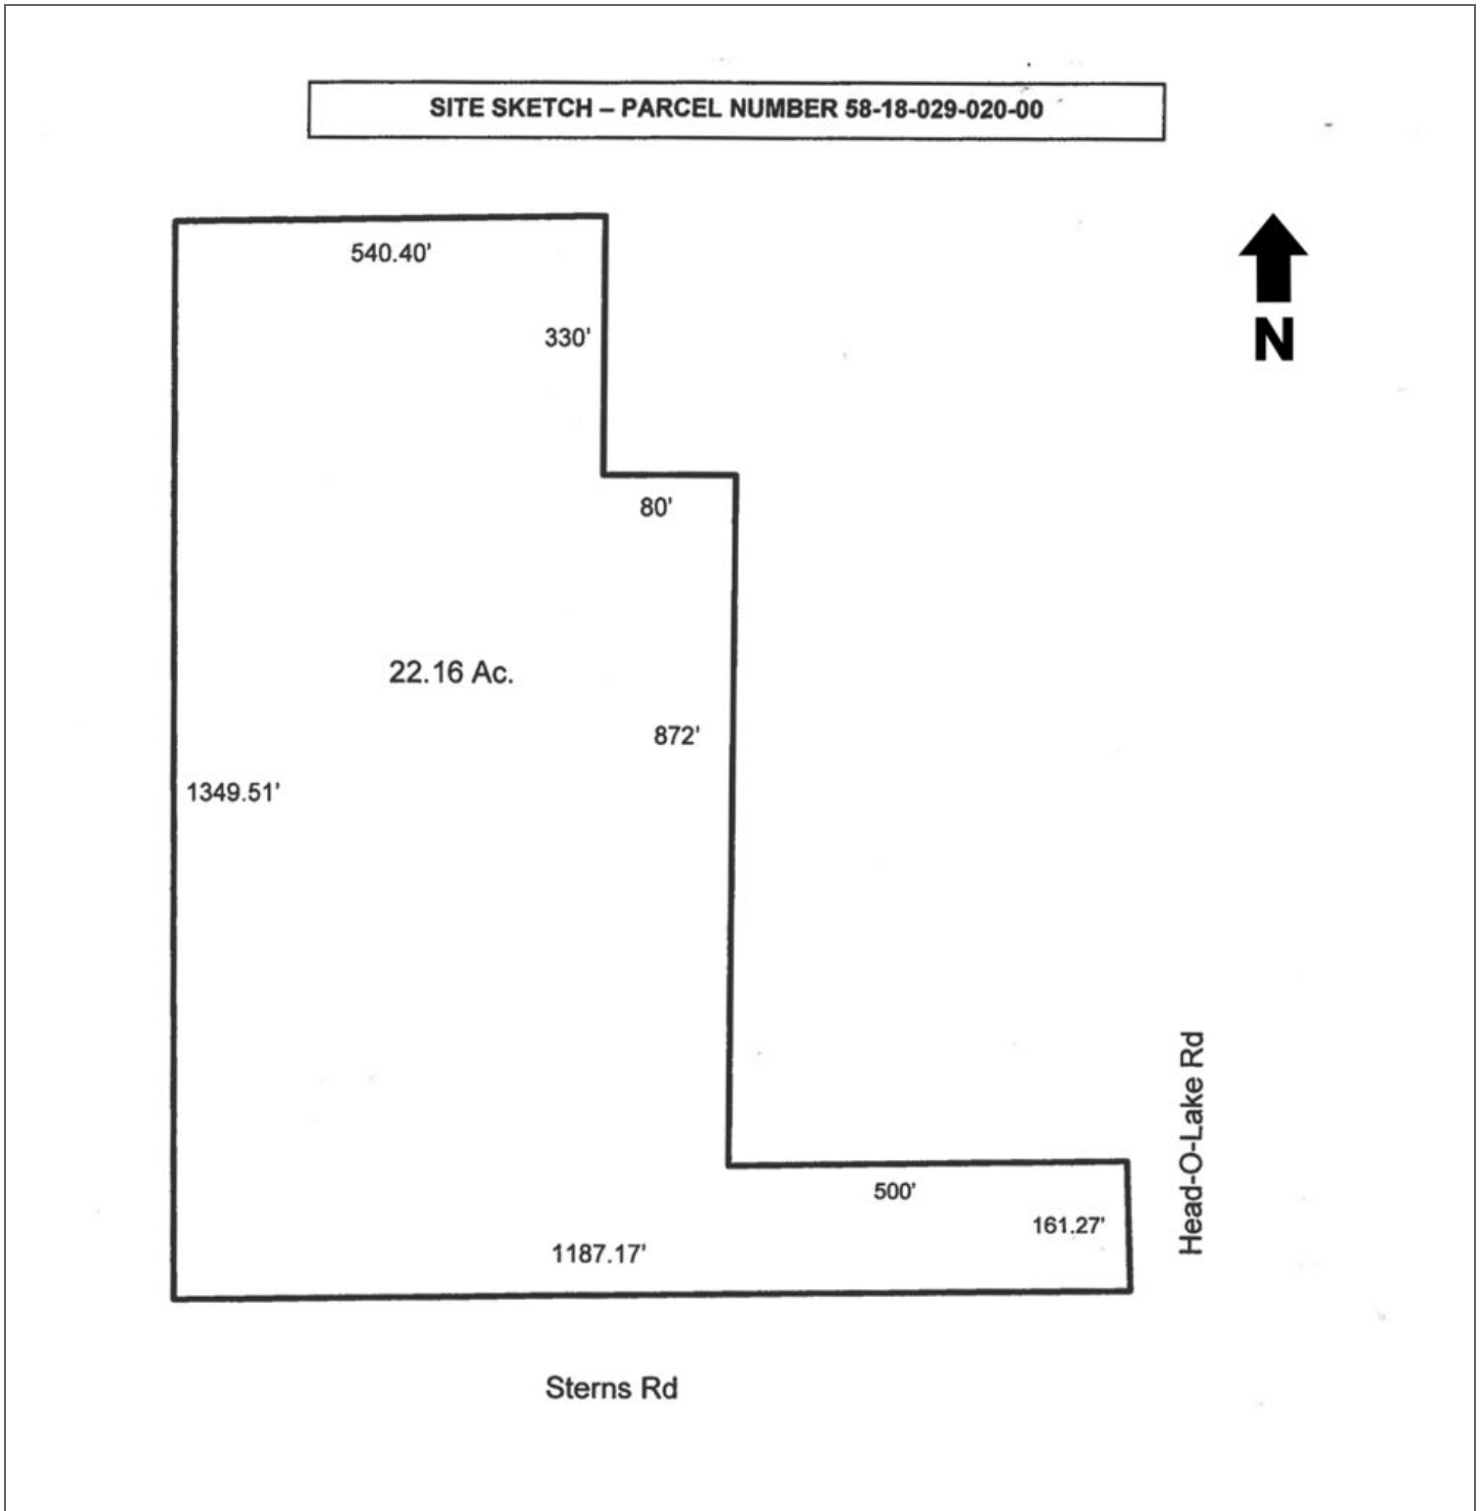 SITE SKETCH – PARCEL NUMBER 58-18-029-020-00
540.40'
330'
N
80'
22.16 Ac.
872'
1349.51'
Head-O-Lake Rd
500'
161.27'
1187.17'
Sterns Rd